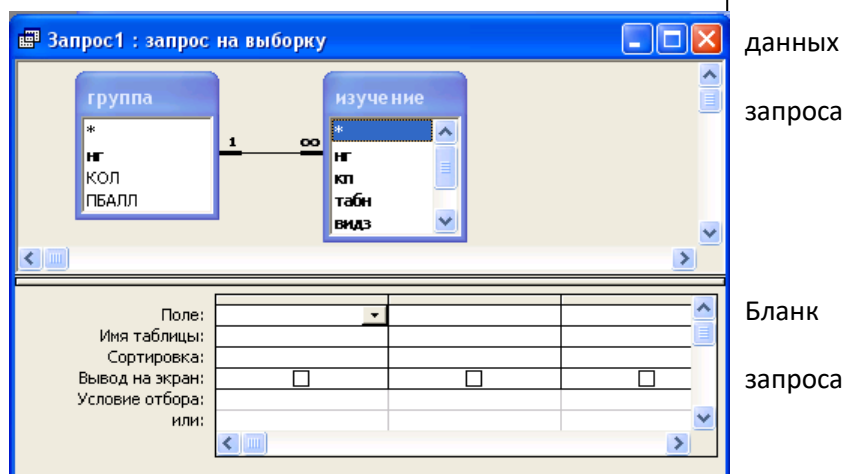 Запрос1 : запрос на выборку
данных
запроса
группа
*
нг
КОЛ
ПБАЛЛ
1
∞
изучение
*
нг
кп
табн
видз
Поле:
Имя таблицы:
Сортировка:
Вывод на экран:
Условие отбора:
или:
Бланк
запроса